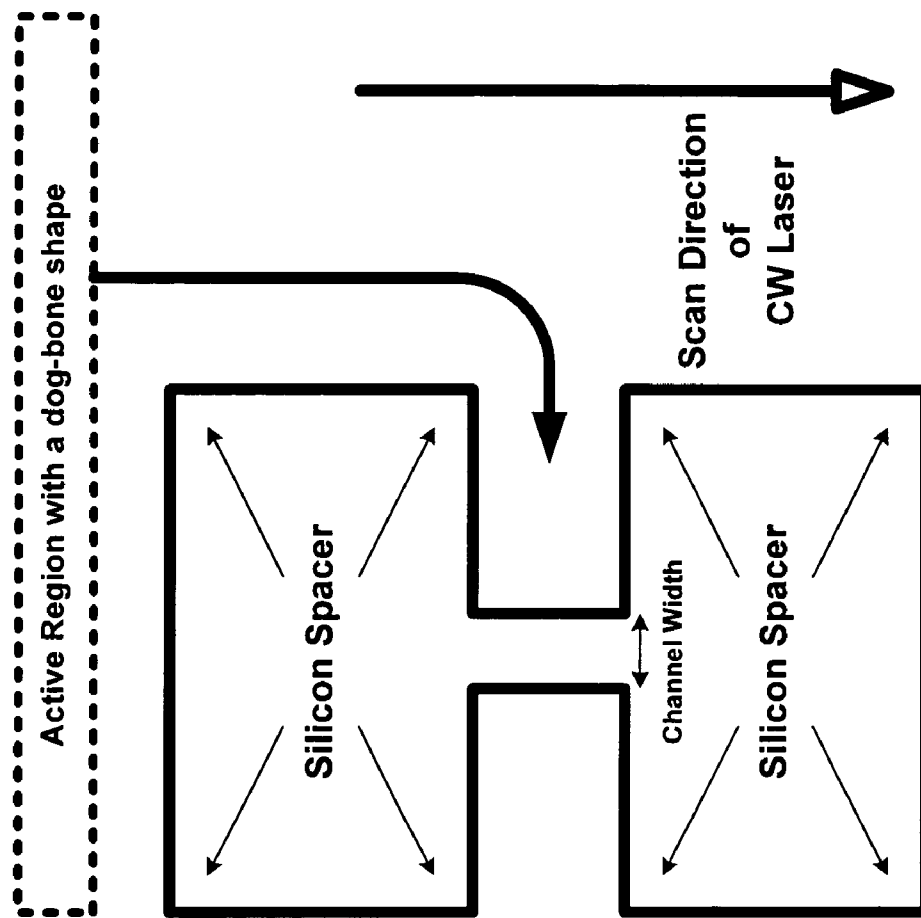 Active Region with a dog-bone shape
Silicon Spacer
Channel Width
Silicon Spacer
Scan Direction
of
CW Laser